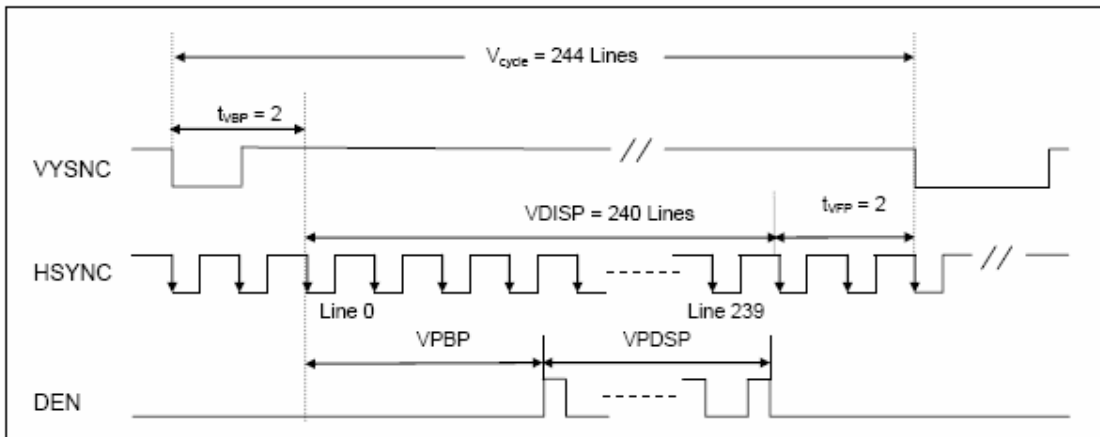 Vcycle = 244 Lines
tVBP = 2
VYSNC
VDISP = 240 Lines
tVFP = 2
HSYNC
Line 0
Line 239
VPBP
VPDSP
DEN